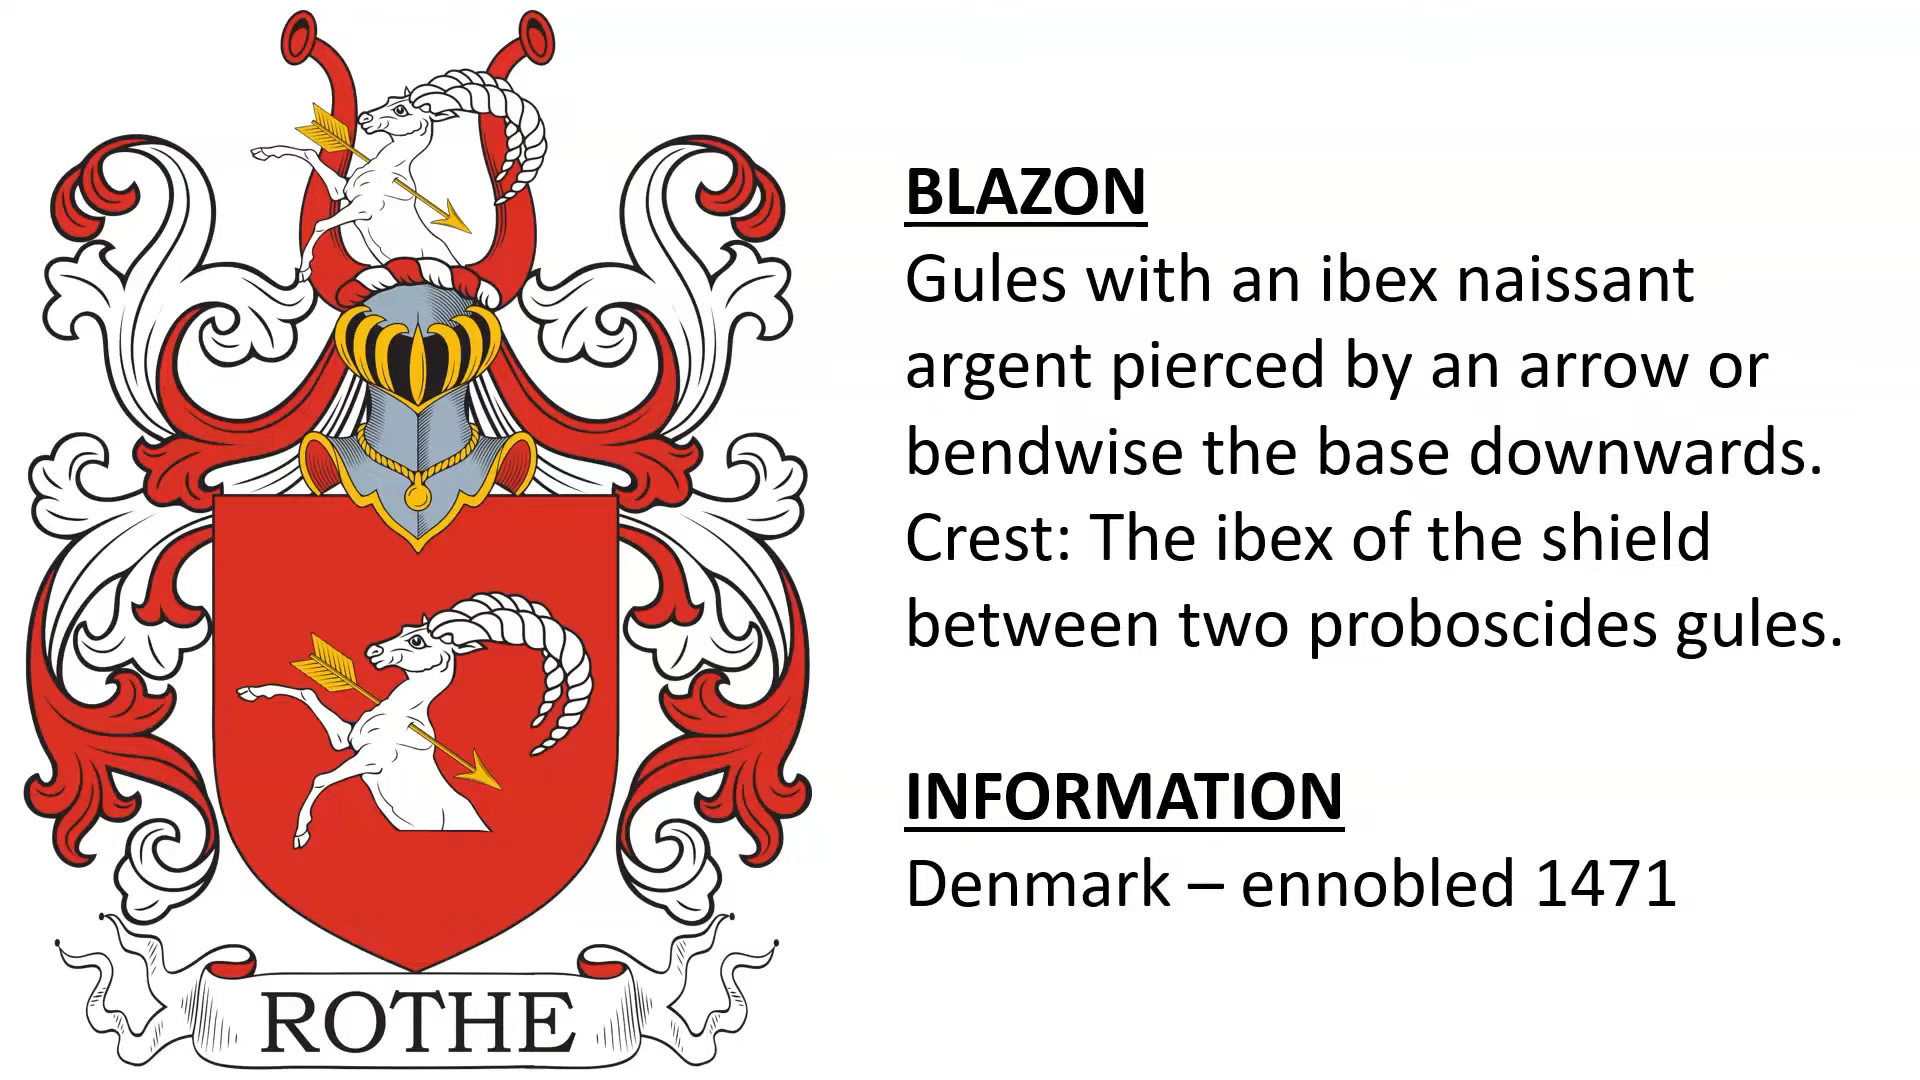 ROTHE
BLAZON
Gules with an ibex naissant
argent pierced by an arrow or
bendwise the base downwards.
Crest: The ibex of the shield
between two proboscides gules.
INFORMATION
Denmark – ennobled 1471